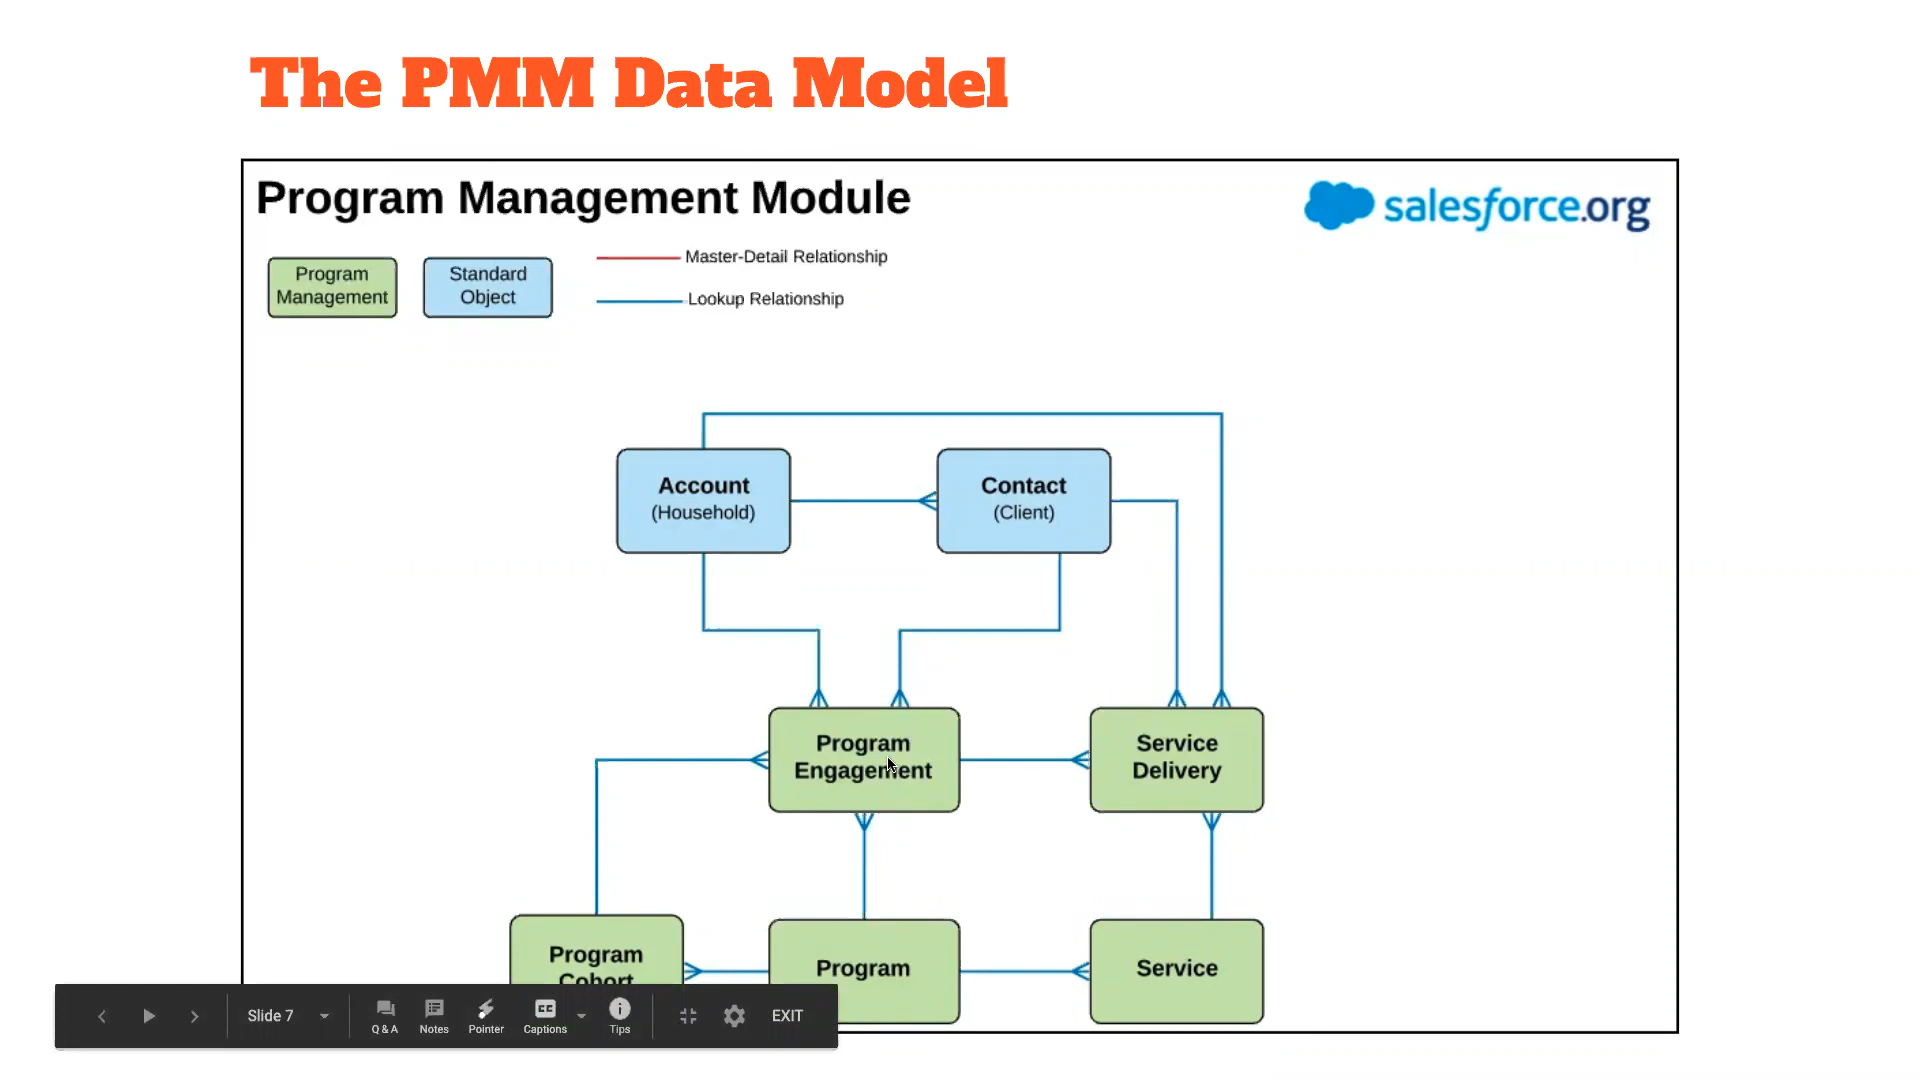 The PMM Data Model
Program Management Module
salesforce.org
Program
Management
Standard
Object
Master-Detail Relationship
Lookup Relationship
Account
(Household)
Contact
(Client)
Program
Engagement
Service
Delivery
Program
Cohort
Program
Service
Slide 7
Q & A
Notes
Pointer
CC
Captions
Tips
EXIT